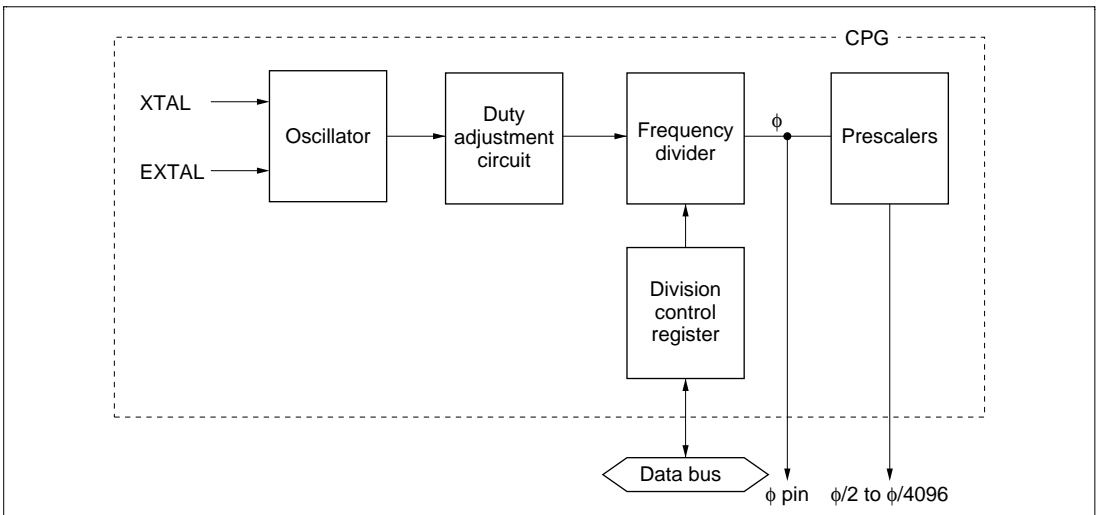 CPG
XTAL
EXTAL
Oscillator
Duty
adjustment
circuit
Frequency
divider
ϕ
Prescalers
Division
control
register
Data bus
ϕ pin
ϕ/2 to ϕ/4096